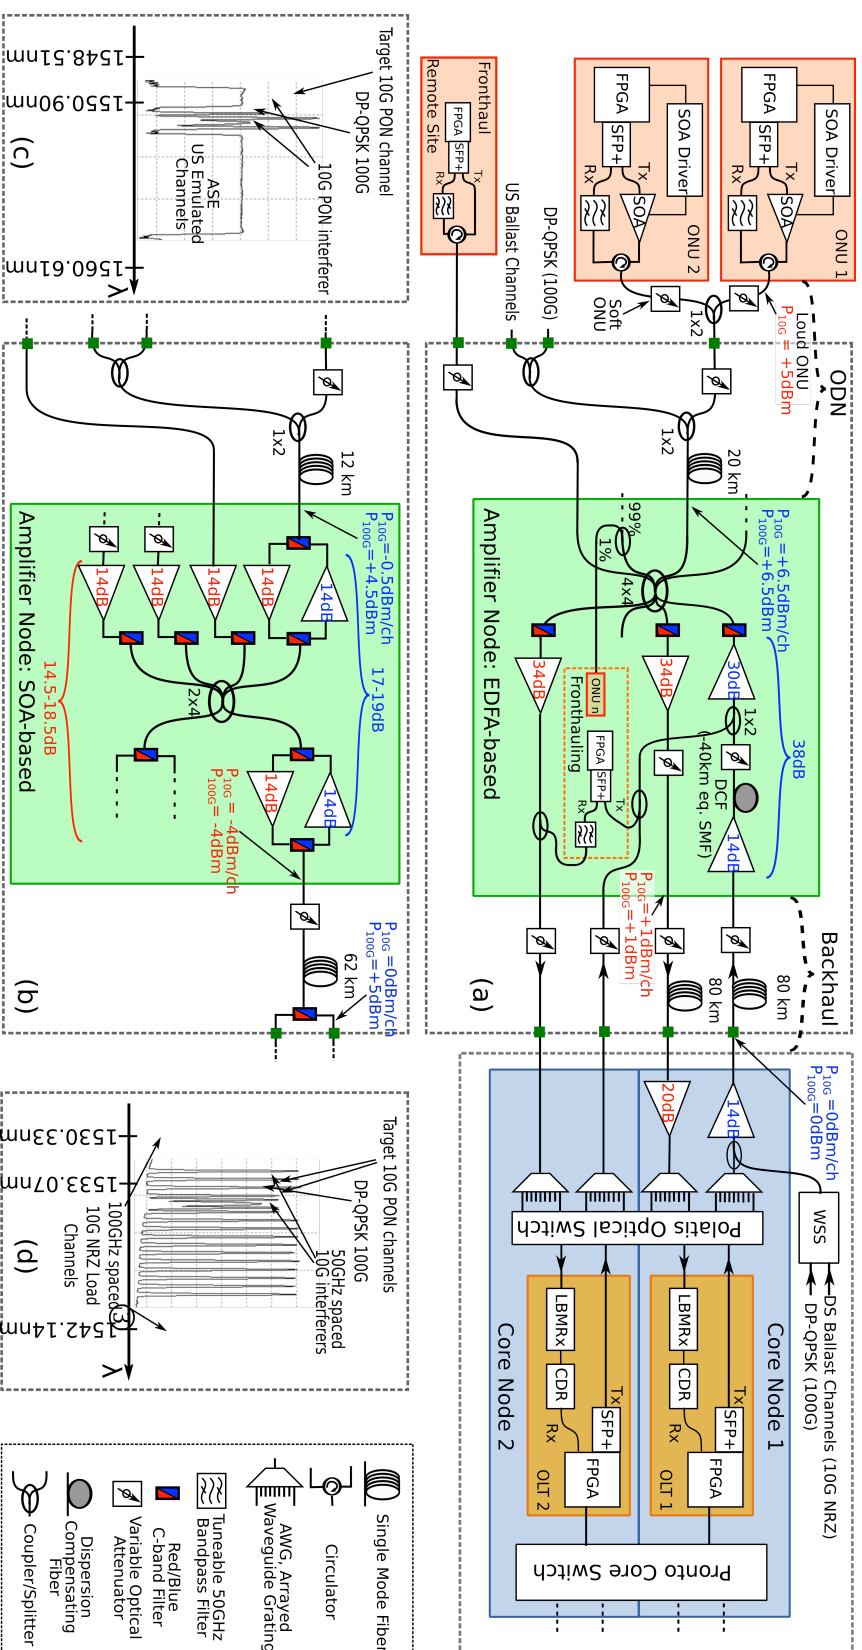 ONU 1
FPGA
SFP+
SOA Driver
SOA
Tx
Rx
ONU 2
FPGA
SFP+
SOA Driver
SOA
Tx
Rx
Fronthaul
Remote Site
FPGA
SFP+
Tx
Rx
Loud ONU
P10G = +5dBm
Soft
ONU
1x2
ODN
DP-QPSK (100G)
US Ballast Channels
1x2
20 km
P10G =+6.5dBm/ch
P100G=+6.5dBm
99%
1%
4x4
38dB
30dB
1x2
DCF
(-40km eq. SMF)
14dB
34dB
34dB
ONU n
FPGA
SFP+
Tx
Rx
Fronthauling
Amplifier Node: EDFA-based
P10G =+1dBm/ch
P100G=+1dBm
Backhaul
80 km
80 km
(a)
P10G =0dBm/ch
P100G=0dBm
14dB
20dB
WSS
DS Ballast Channels (10G NRZ)
DP-QPSK (100G)
Polatis Optical Switch
Core Node 1
LBMRx
CDR
Tx
Rx
SFP+
FPGA
OLT 1
Core Node 2
LBMRx
CDR
Tx
Rx
SFP+
FPGA
OLT 2
Pronto Core Switch
1x2
12 km
P10G=-0.5dBm/ch
P100G=+4.5dBm
17-19dB
14dB
14dB
14dB
14dB
14dB
2x4
14dB
14dB
14.5-18.5dB
P10G = -4dBm/ch
P100G= -4dBm
Amplifier Node: SOA-based
62 km
P10G =0dBm/ch
P100G=+5dBm
(b)
Target 10G PON channel
DP-QPSK 100G
10G PON interferer
ASE
US Emulated
Channels
1548.51nm
1550.90nm
1560.61nm
λ
(c)
Target 10G PON channels
DP-QPSK 100G
50GHz spaced
10G interferers
100GHz spaced
10G NRZ Load
Channels
3
1530.33nm
1533.07nm
1542.14nm
λ
(d)
Single Mode Fiber
Circulator
AWG, Arrayed
Waveguide Grating
Tuneable 50GHz
Bandpass Filter
Red/Blue
C-band Filter
Variable Optical
Attenuator
Dispersion
Compensating
Fiber
Coupler/Splitter